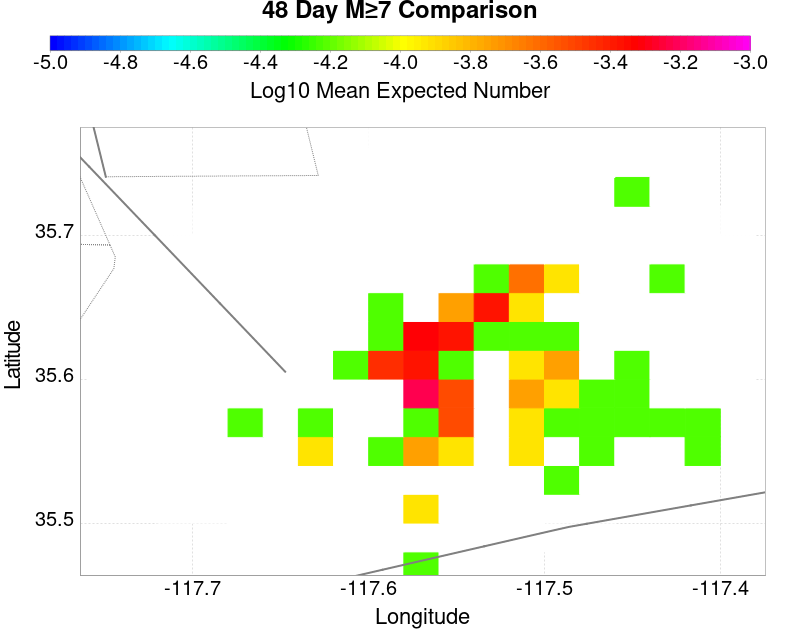 48 Day M≥7 Comparison
-5.0 -4.8 -4.6 -4.4 -4.2 -4.0 -3.8 -3.6 -3.4 -3.2 -3.0
Log10 Mean Expected Number
35.7
35.6
35.5
Latitude
-117.7 -117.6 -117.5 -117.4
Longitude